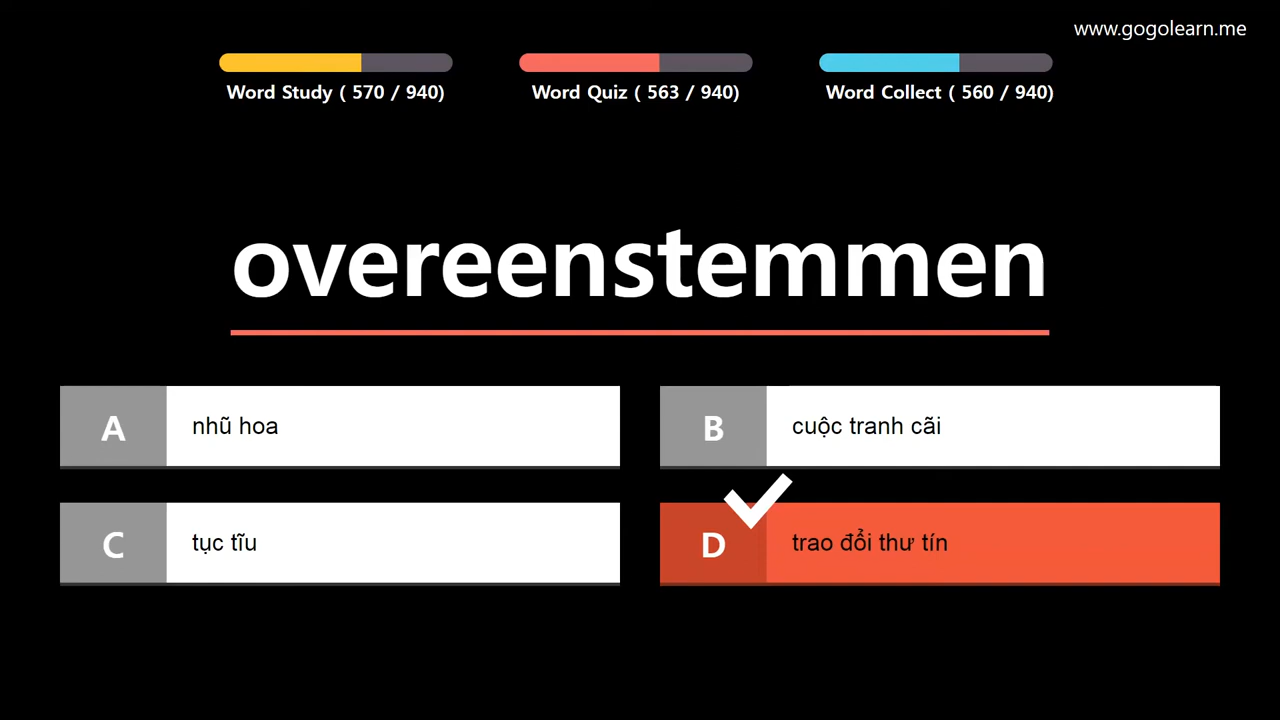 www.gogolearn.me
Word Study ( 570 / 940)
Word Quiz ( 563 / 940)
Word Collect ( 560 / 940)
overeenstemmen
A nhũ hoa
B cuộc tranh cãi
C tục tĩu
D trao đổi thư tín